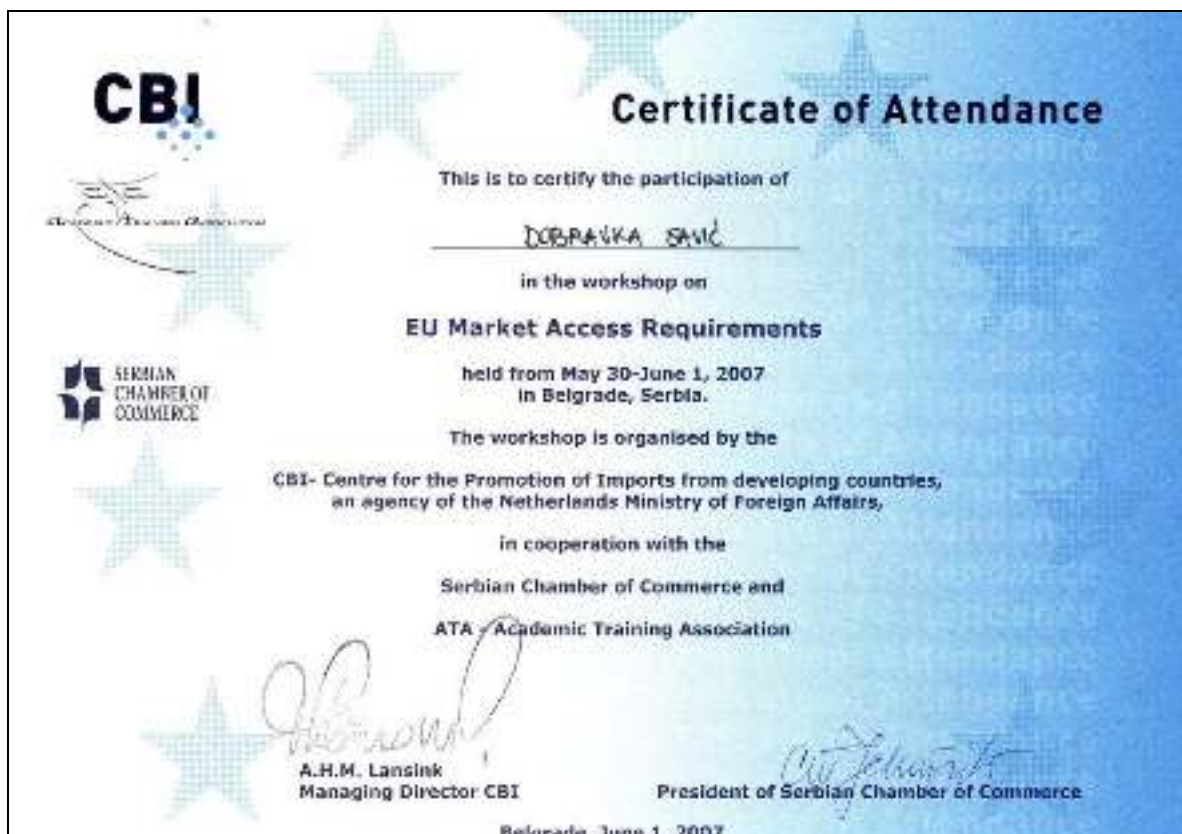 CBI
Certificate of Attendance
This is to certify the participation of
DOBRAVKA SAVIĆ
in the workshop on
EU Market Access Requirements
SERBIAN
CHAMBER OF
COMMERCE
held from May 30-June 1, 2007
in Belgrade, Serbia.
The workshop is organised by the
CBI- Centre for the Promotion of Imports from developing countries,
an agency of the Netherlands Ministry of Foreign Affairs,
in cooperation with the
Serbian Chamber of Commerce and
ATA - Academic Training Association
A.H.M. Lansink
Managing Director CBI
President of Serbian Chamber of Commerce
Belgrade, June 1, 2007